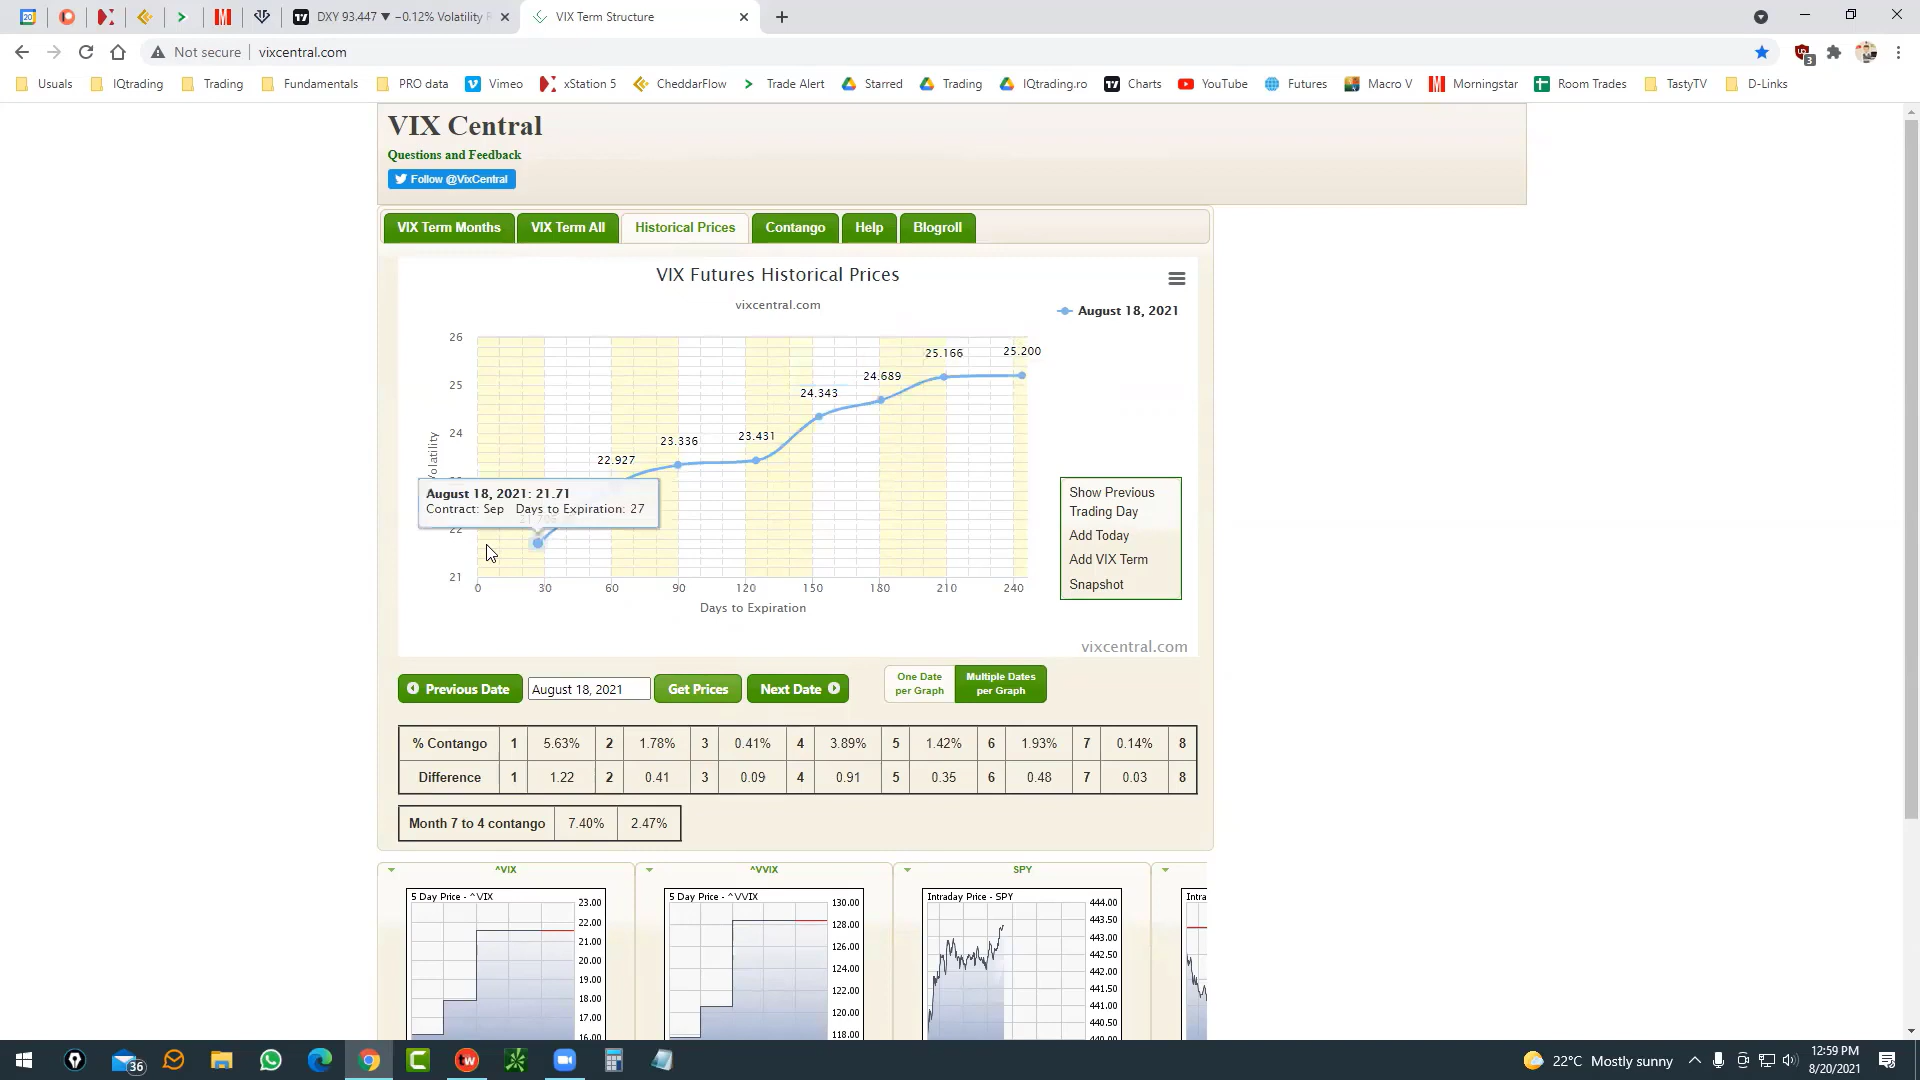 20
DXY 93.447 ▼ −0.12% Volatility
VIX Term Structure
Not secure
vixcentral.com
3
Usuals
IQtrading
Trading
Fundamentals
PRO data
Vimeo
xStation 5
CheddarFlow
Trade Alert
Starred
Trading
IQtrading.ro
Charts
YouTube
Futures
Macro V
Morningstar
Room Trades
TastyTV
D-Links
VIX Central
Questions and Feedback
Follow @VixCentral
VIX Term Months
VIX Term All
Historical Prices
Contango
Help
Blogroll
VIX Futures Historical Prices
vixcentral.com
August 18, 2021
26
25
24
22
21
25.166
25.200
24.689
24.343
23.431
23.336
22.927
August 18, 2021: 21.71
Contract: Sep Days to Expiration: 27
0 30 60 90 120 150 180 210 240
Days to Expiration
Show Previous
Trading Day
Add Today
Add VIX Term
Snapshot
vixcentral.com
Previous Date
August 18, 2021
Get Prices
Next Date
One Date
per Graph
Multiple Dates
per Graph
% Contango 1 5.63% 2 1.78% 3 0.41% 4 3.89% 5 1.42% 6 1.93% 7 0.14% 8
Difference 1 1.22 2 0.41 3 0.09 4 0.91 5 0.35 6 0.48 7 0.03 8
Month 7 to 4 contango 7.40% 2.47%
^VIX
5 Day Price - ^VIX
23.00
22.00
21.00
20.00
19.00
18.00
17.00
16.00
^VVIX
5 Day Price - ^VVIX
130.00
128.00
126.00
124.00
122.00
120.00
118.00
SPY
Intraday Price - SPY
444.00
443.50
443.00
442.50
442.00
441.50
441.00
440.50
440.00
Intra
36
22°C Mostly sunny
12:59 PM
8/20/2021